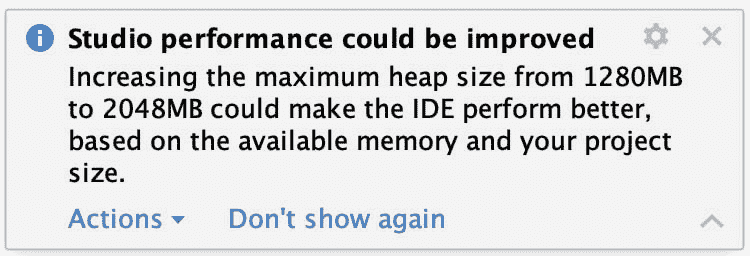 Studio performance could be improved
Increasing the maximum heap size from 1280MB
to 2048MB could make the IDE perform better,
based on the available memory and your project
size.
Actions Don't show again